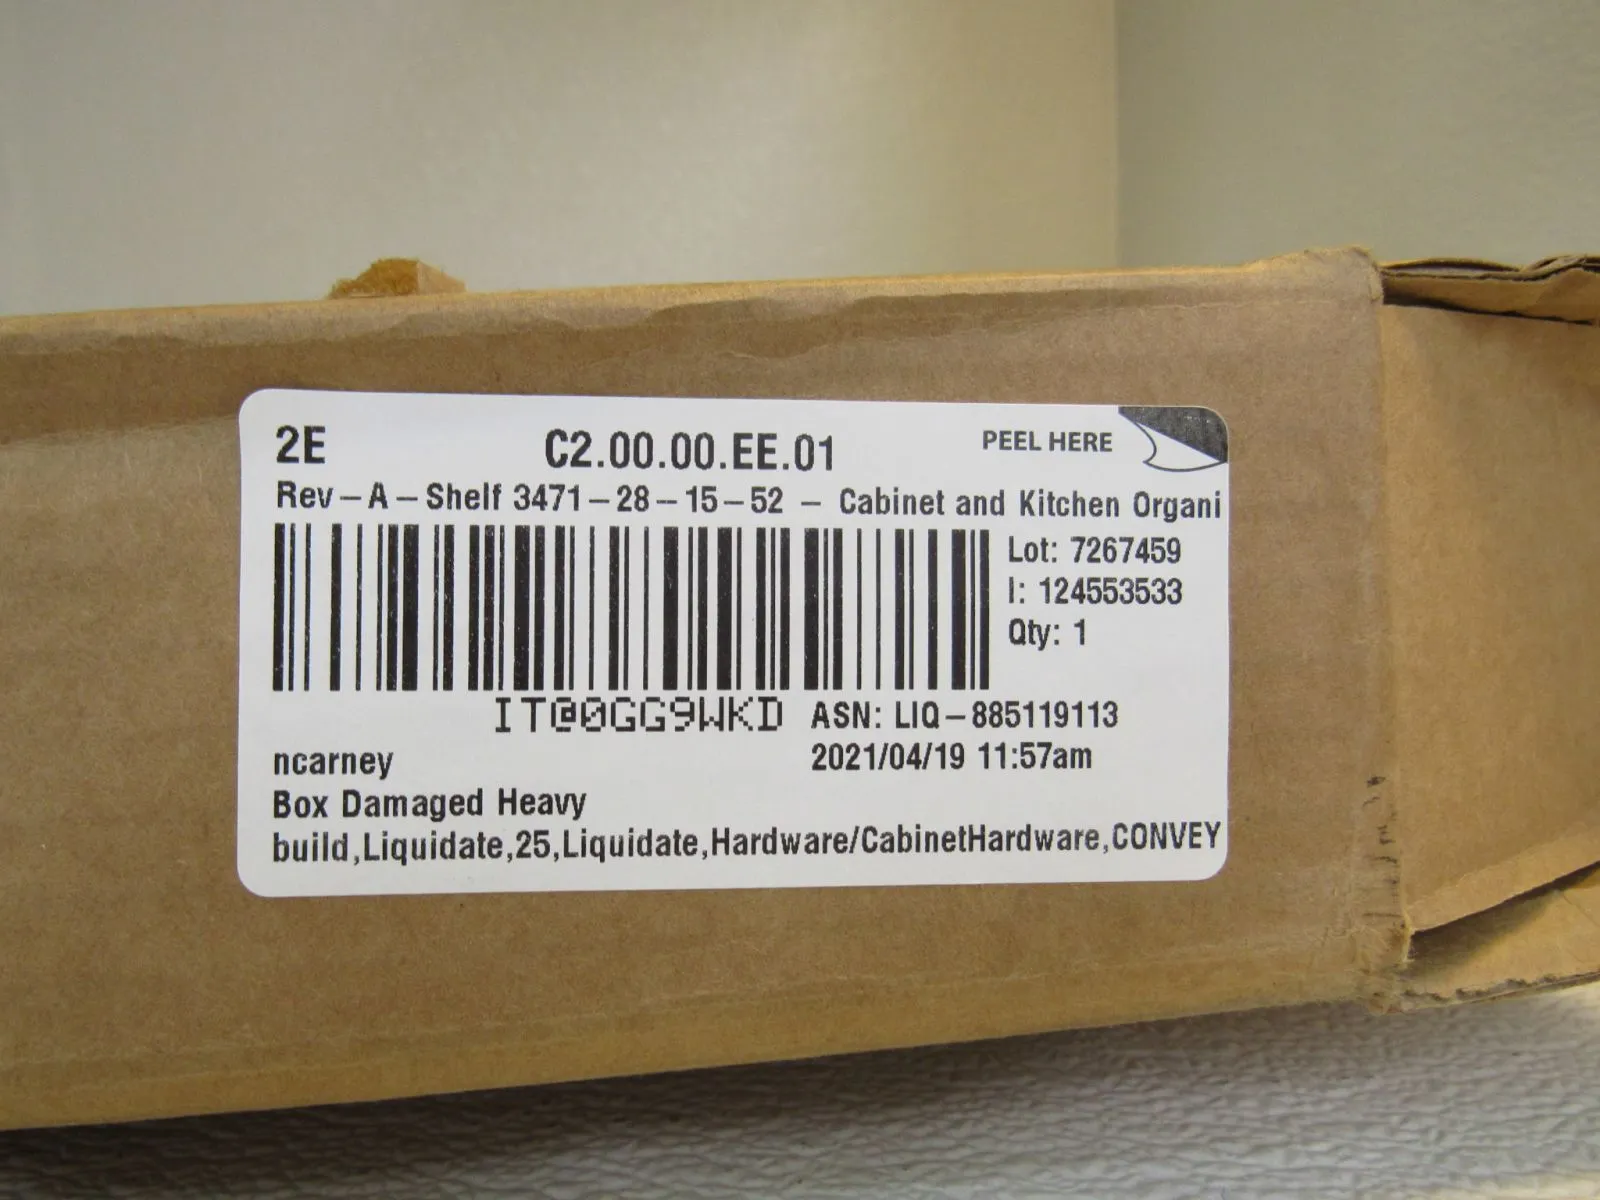 2E C2.00.00.EE.01 PEEL HERE
Rev-A-Shelf 3471-28-15-52 - Cabinet and Kitchen Organi
Lot: 7267459
I: 124553533
Qty: 1
IT@0GG9WKD ASN: LIQ-885119113
ncarney 2021/04/19 11:57am
Box Damaged Heavy
build,Liquidate,25,Liquidate,Hardware/CabinetHardware,CONVEY